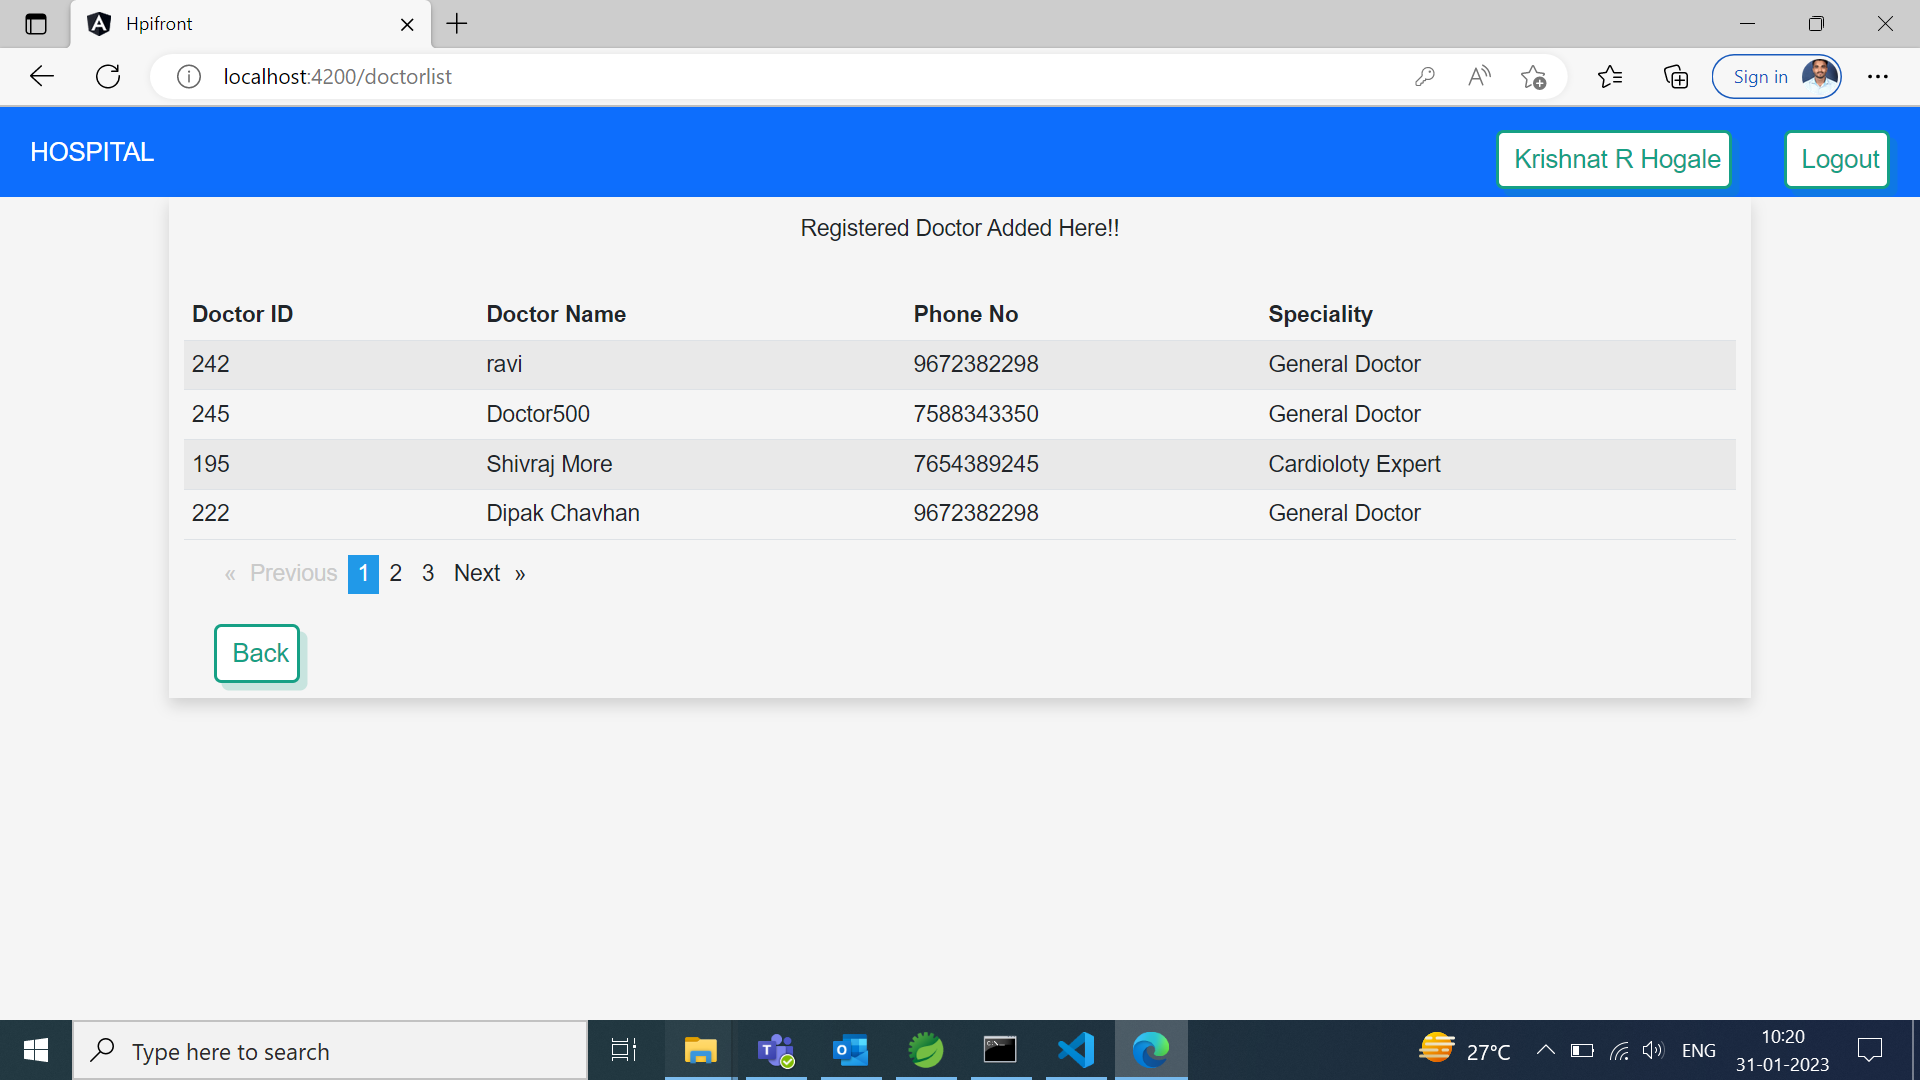 Hpifront
localhost:4200/doctorlist
Sign in
HOSPITAL
Krishnat R Hogale
Logout
Registered Doctor Added Here!!
Doctor ID Doctor Name Phone No Speciality
242 ravi 9672382298 General Doctor
245 Doctor500 7588343350 General Doctor
195 Shivraj More 7654389245 Cardioloty Expert
222 Dipak Chavhan 9672382298 General Doctor
« Previous 1 2 3 Next »
Back
Type here to search
27°C
ENG
10:20
31-01-2023